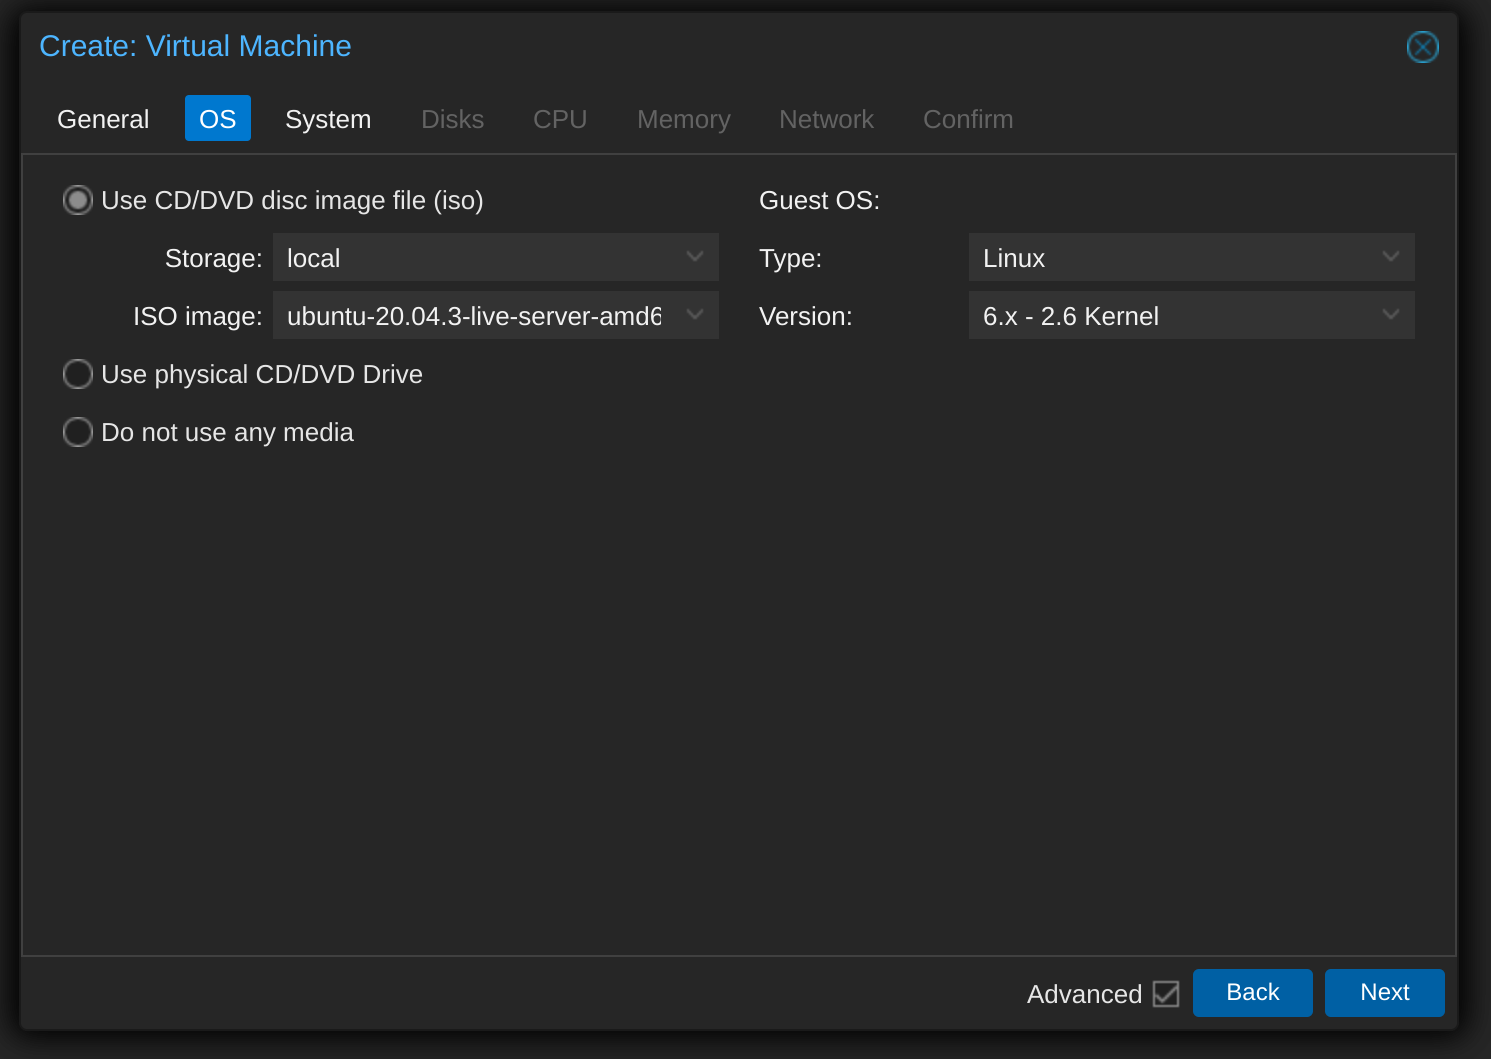 Create: Virtual Machine
General OS System Disks CPU Memory Network Confirm
Use CD/DVD disc image file (iso)
Storage: local
ISO image: ubuntu-20.04.3-live-server-amd6
Use physical CD/DVD Drive
Do not use any media
Guest OS:
Type: Linux
Version: 6.x - 2.6 Kernel
Advanced Back Next